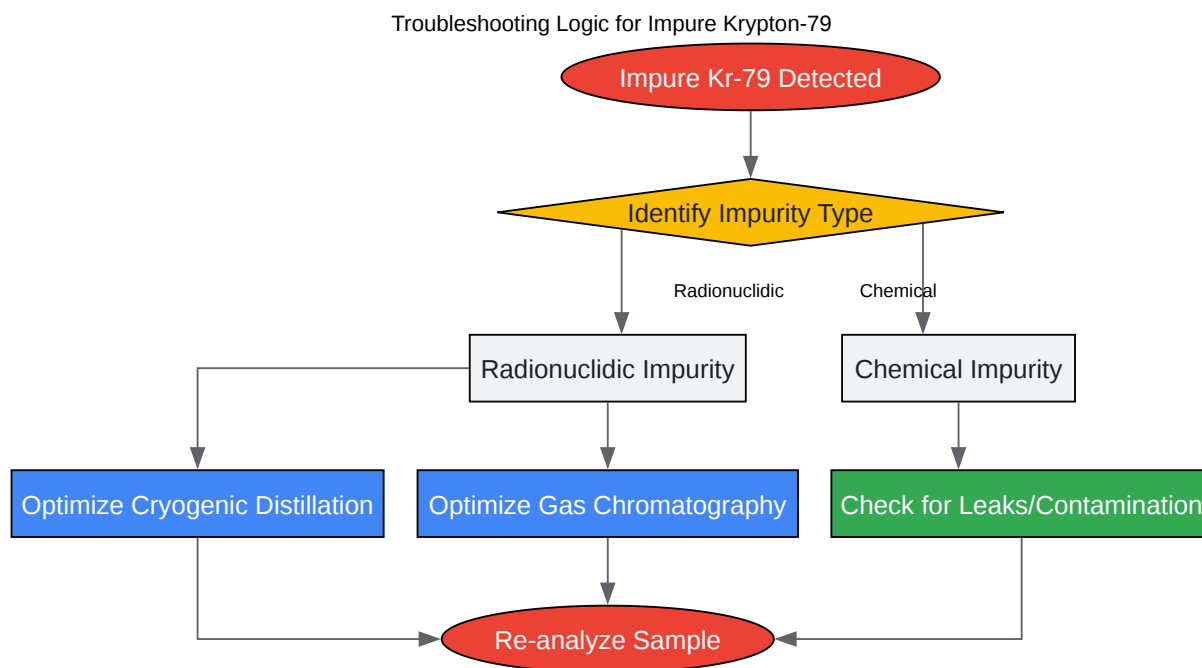 Troubleshooting Logic for Impure Krypton-79
Impure Kr-79 Detected
Identify Impurity Type
Radionuclidic
Chemical
Radionuclidic Impurity
Chemical Impurity
Optimize Cryogenic Distillation
Optimize Gas Chromatography
Check for Leaks/Contamination
Re-analyze Sample